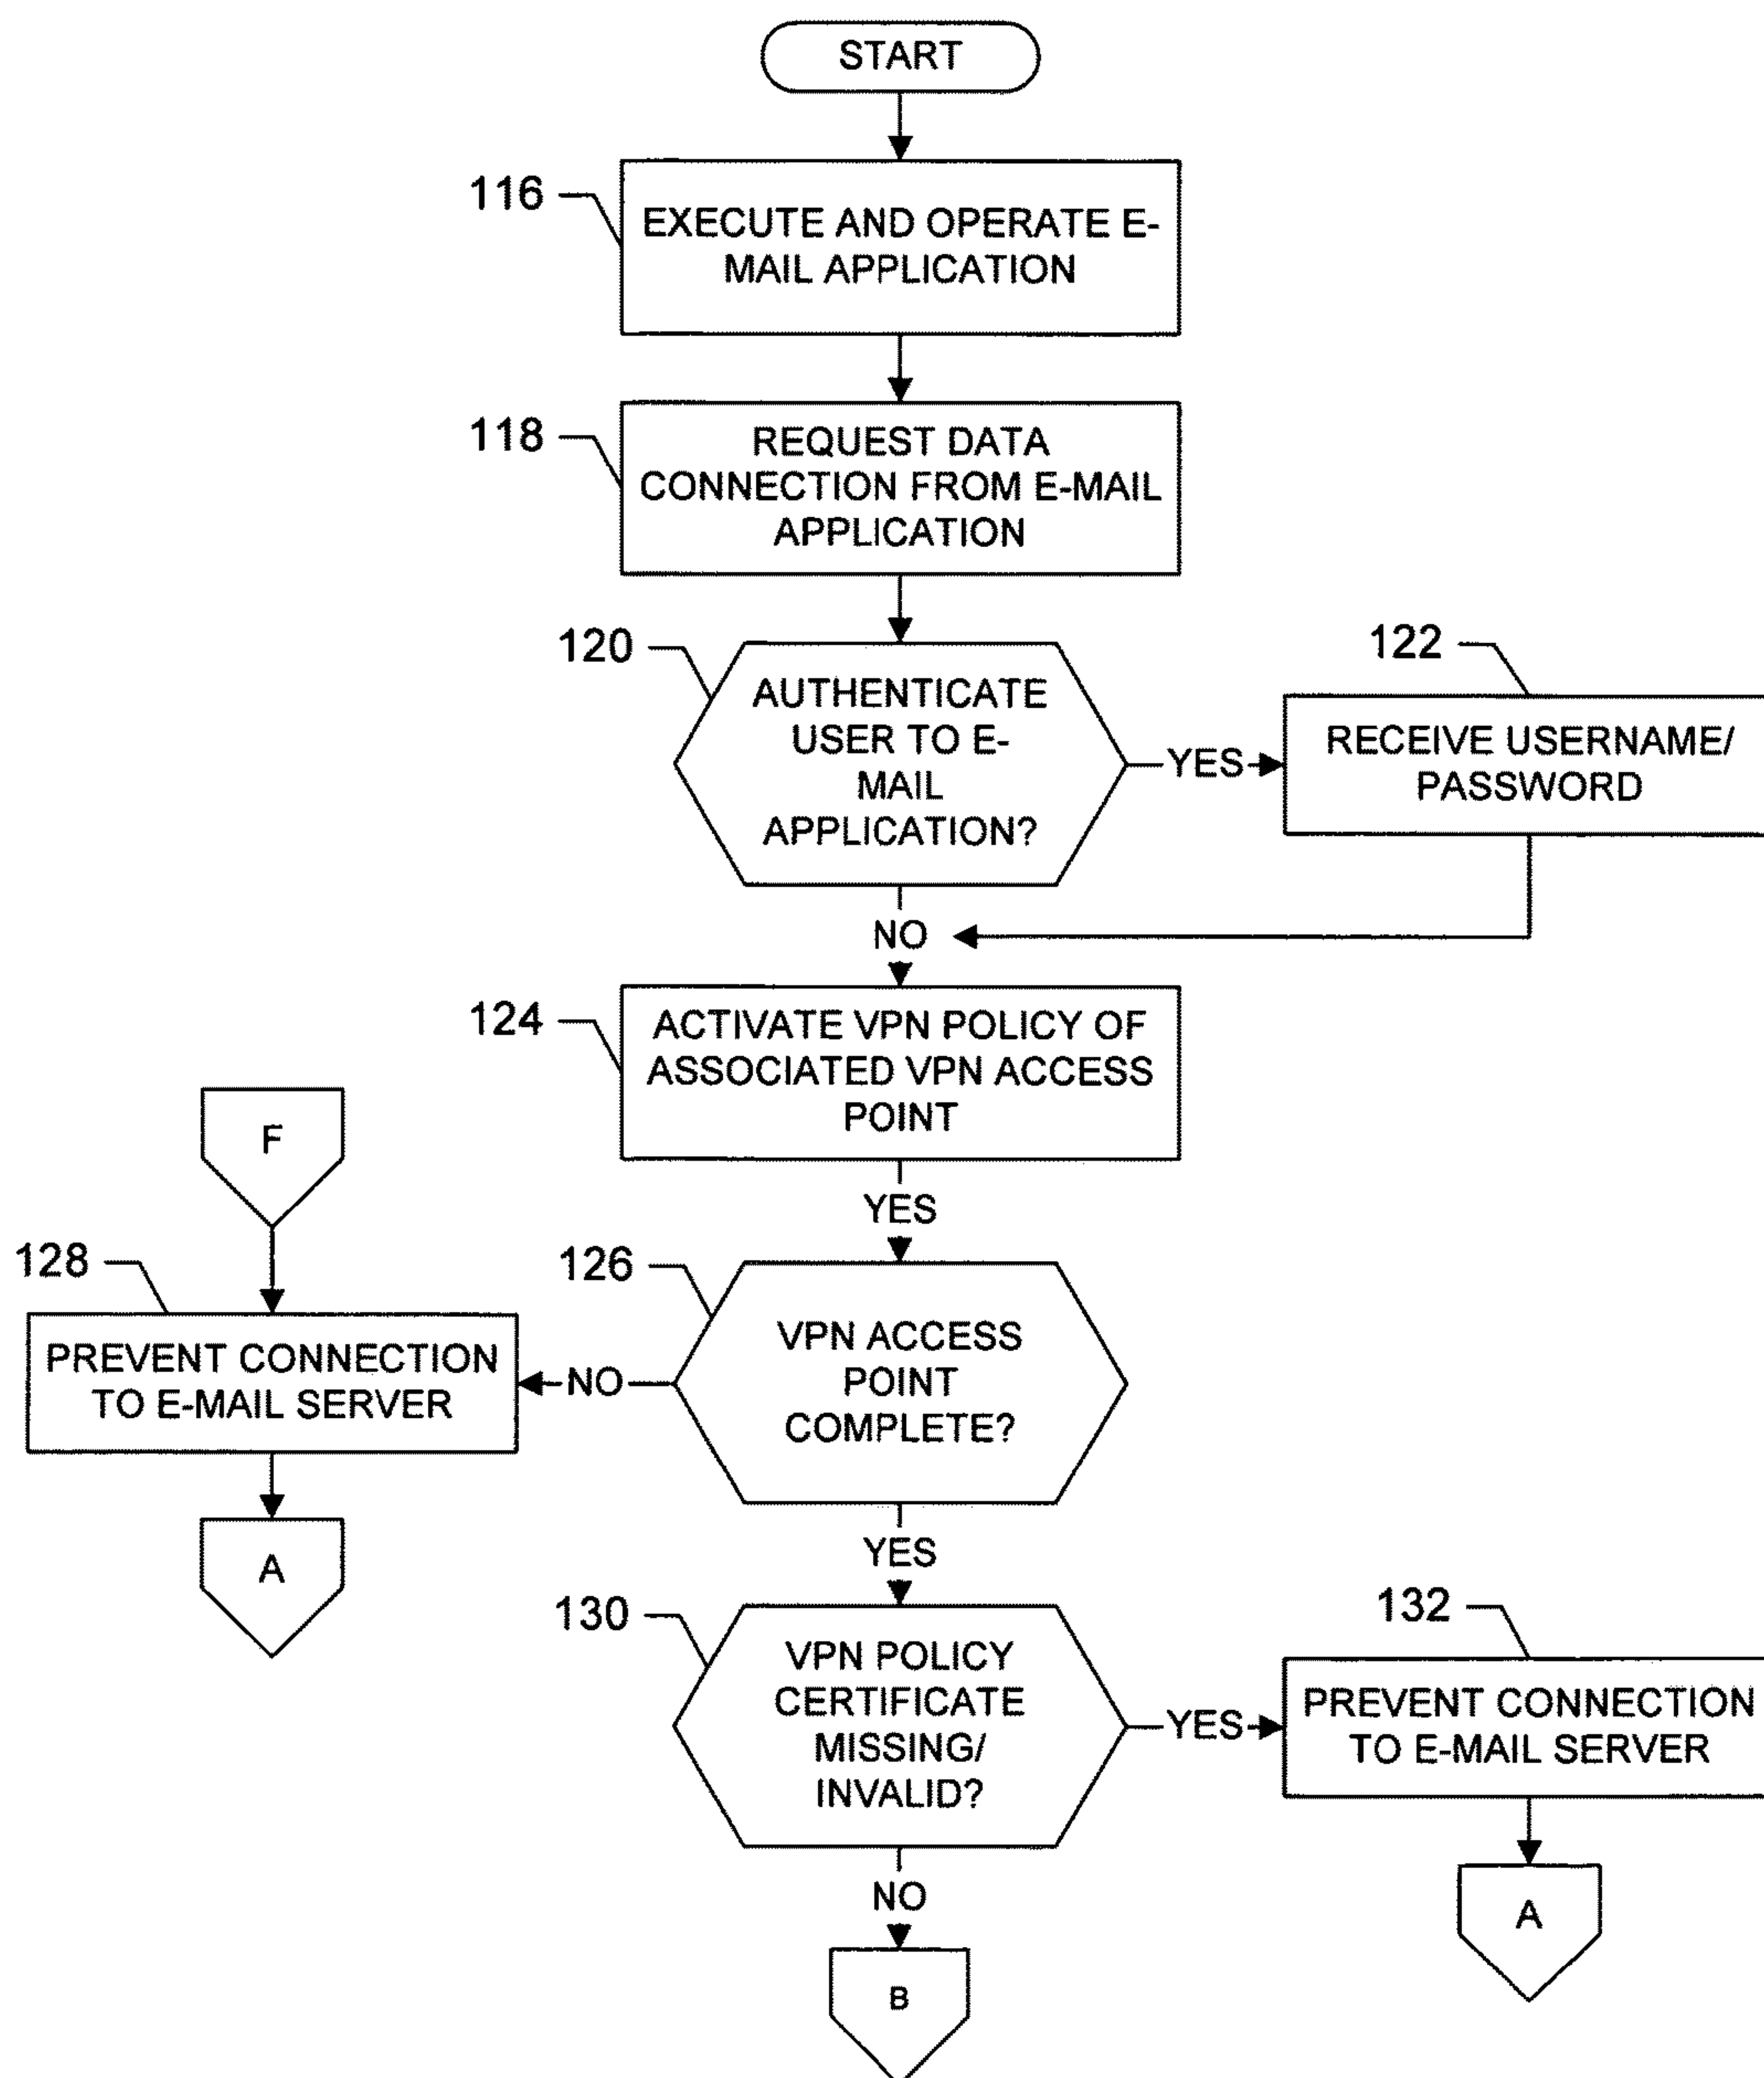 START
116
EXECUTE AND OPERATE E-
MAIL APPLICATION
118
REQUEST DATA
CONNECTION FROM E-MAIL
APPLICATION
120
AUTHENTICATE
USER TO E-
MAIL
APPLICATION?
YES
122
RECEIVE USERNAME/
PASSWORD
NO
124
ACTIVATE VPN POLICY OF
ASSOCIATED VPN ACCESS
POINT
YES
F
128
PREVENT CONNECTION
TO E-MAIL SERVER
A
126
VPN ACCESS
POINT
COMPLETE?
NO
YES
130
VPN POLICY
CERTIFICATE
MISSING/
INVALID?
YES
132
PREVENT CONNECTION
TO E-MAIL SERVER
A
NO
B